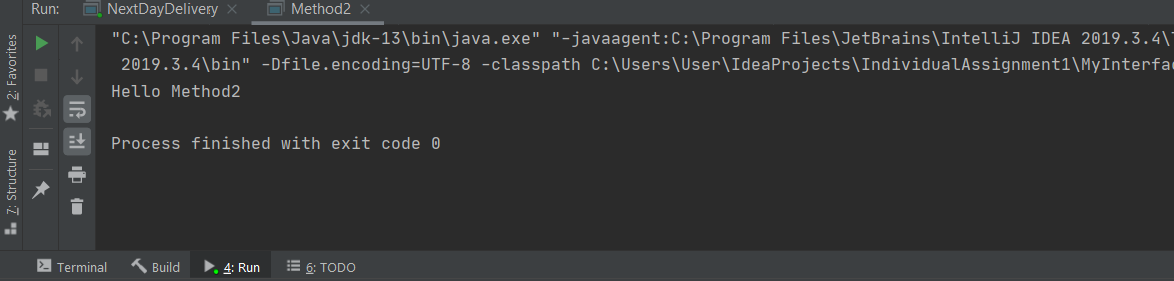 Run: NextDayDelivery Method2
"C:\Program Files\Java\jdk-13\bin\java.exe" "-javaagent:C:\Program Files\JetBrains\IntelliJ IDEA 2019.3.4\
2019.3.4\bin" -Dfile.encoding=UTF-8 -classpath C:\Users\User\IdeaProjects\IndividualAssignment1\MyInterfac
Hello Method2
Process finished with exit code 0
2: Favorites
7: Structure
Terminal Build 4: Run 6: TODO